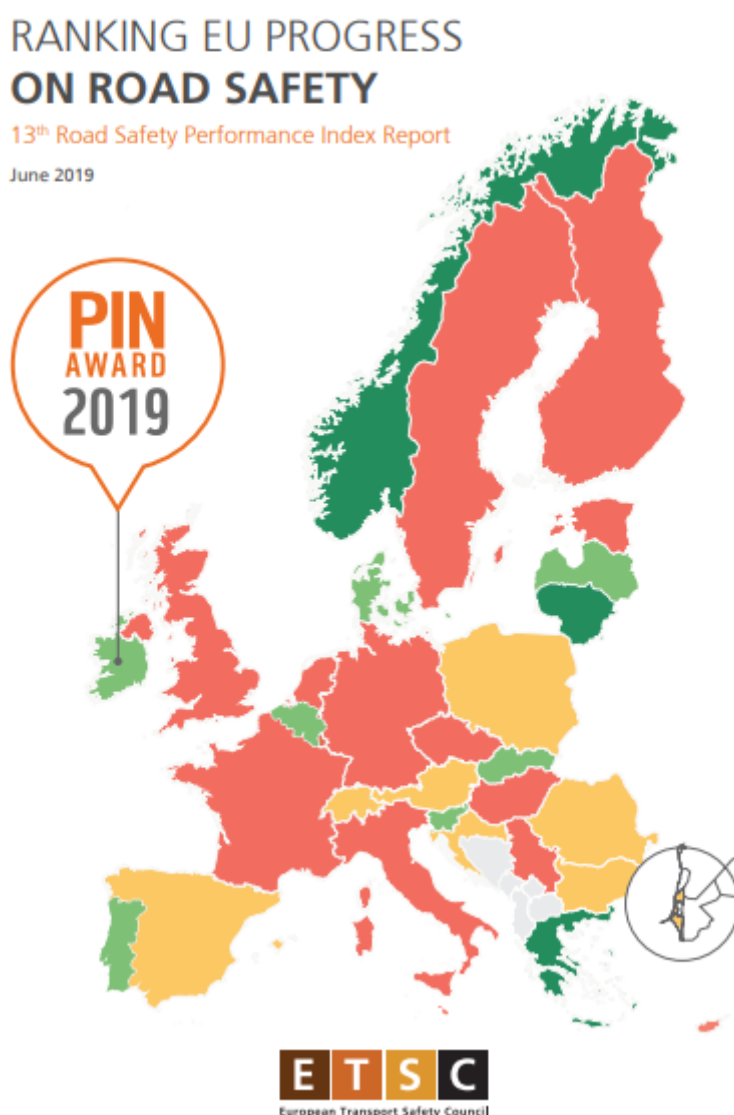 RANKING EU PROGRESS
ON ROAD SAFETY
13th Road Safety Performance Index Report
June 2019
PIN
AWARD
2019
E T S C
European Transport Safety Council